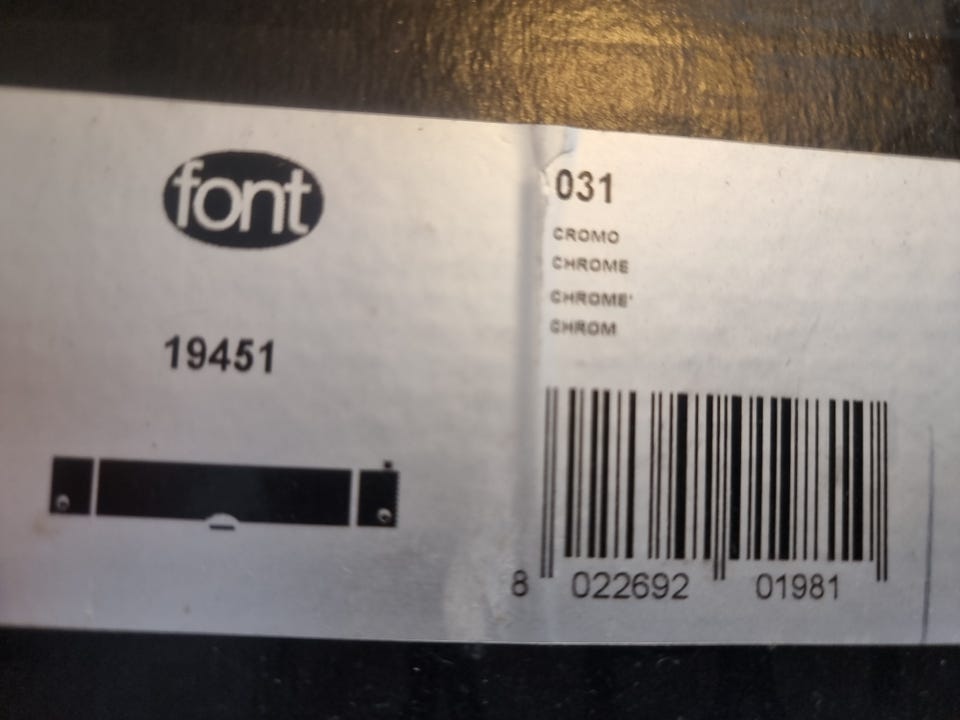 font
19451
031
CROMO
CHROME
CHROME'
CHROM
8 022692 01981